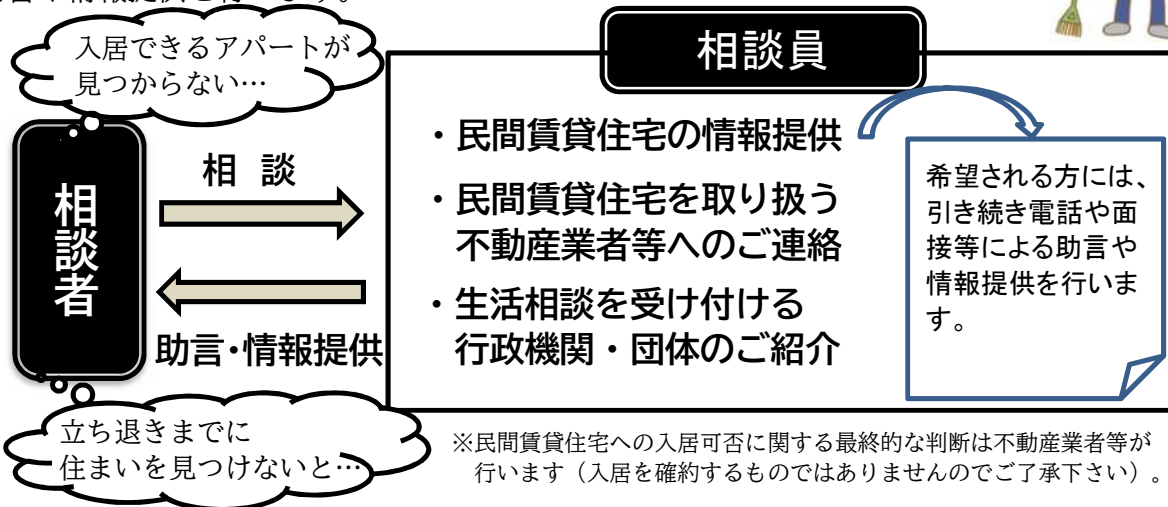 入居できるアパートが
見つからない…
相談員
相談者
相 談
助言・情報提供
・民間賃貸住宅の情報提供
・民間賃貸住宅を取り扱う
不動産業者等へのご連絡
・生活相談を受け付ける
行政機関・団体のご紹介
希望される方には、
引き続き電話や面
接等による助言や
情報提供を行いま
す。
立ち退きまでに
住まいを見つけないと…
※民間賃貸住宅への入居可否に関する最終的な判断は不動産業者等が
行います（入居を確約するものではありませんのでご了承下さい）。